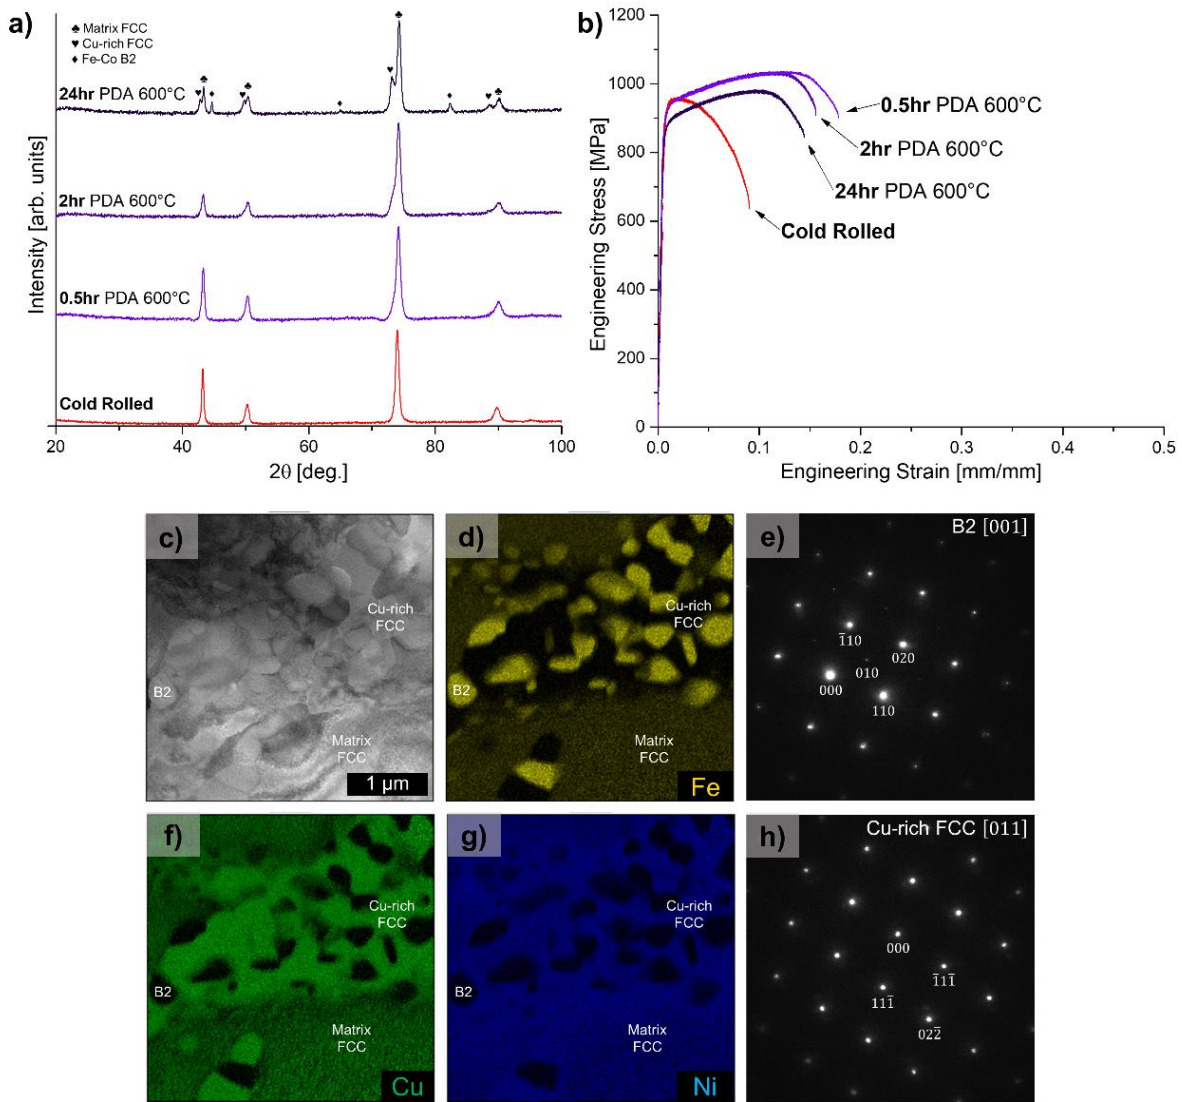 a)
♣ Matrix FCC
♥ Cu-rich FCC
♦ Fe-Co B2
24hr PDA 600°C
2hr PDA 600°C
0.5hr PDA 600°C
Cold Rolled
Intensity [arb. units]
20 40 60 80 100
2θ [deg.]
b)
1200
1000
800
600
400
200
0
Engineering Stress [MPa]
0.5hr PDA 600°C
2hr PDA 600°C
24hr PDA 600°C
Cold Rolled
0.0 0.1 0.2 0.3 0.4 0.5
Engineering Strain [mm/mm]
c)
Cu-rich
FCC
B2
Matrix
FCC
1 µm
d)
Cu-rich
FCC
B2
Matrix
FCC
Fe
e)
B2 [001]
1̅10
020
010
000
110
f)
Cu-rich
FCC
B2
Matrix
FCC
Cu
g)
Cu-rich
FCC
B2
Matrix
FCC
Ni
h)
Cu-rich FCC [011]
000
1̅11̅
111̅
022̅